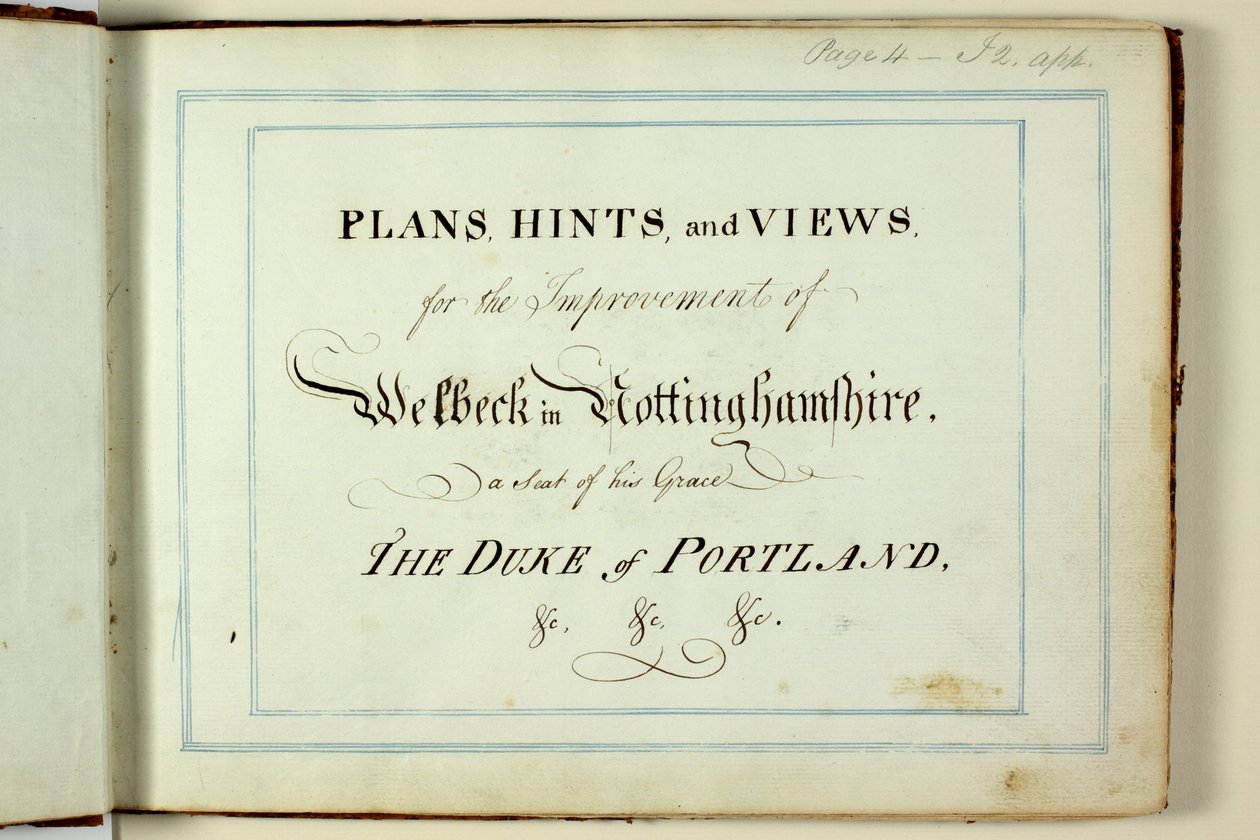 Page 4 — J 2. app.
PLANS, HINTS, and VIEWS,
for the Improvement of
Welbeck in Nottinghamshire,
a Seat of his Grace
THE DUKE of PORTLAND,
&c, &c, &c.